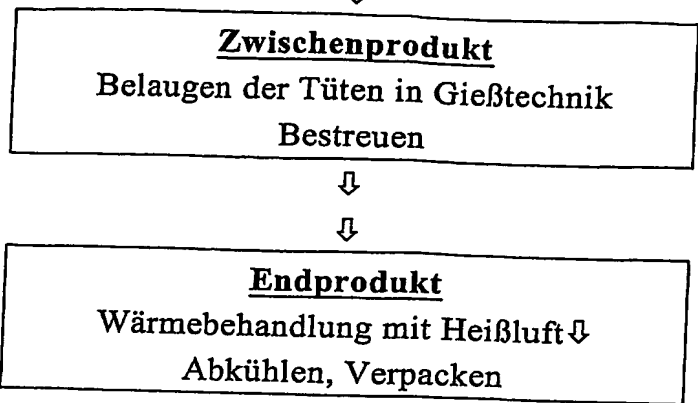 Zwischenprodukt
Belaugen der Tüten in Gießtechnik
Bestreuen
⇩
⇩
Endprodukt
Wärmebehandlung mit Heißluft⇩
Abkühlen, Verpacken